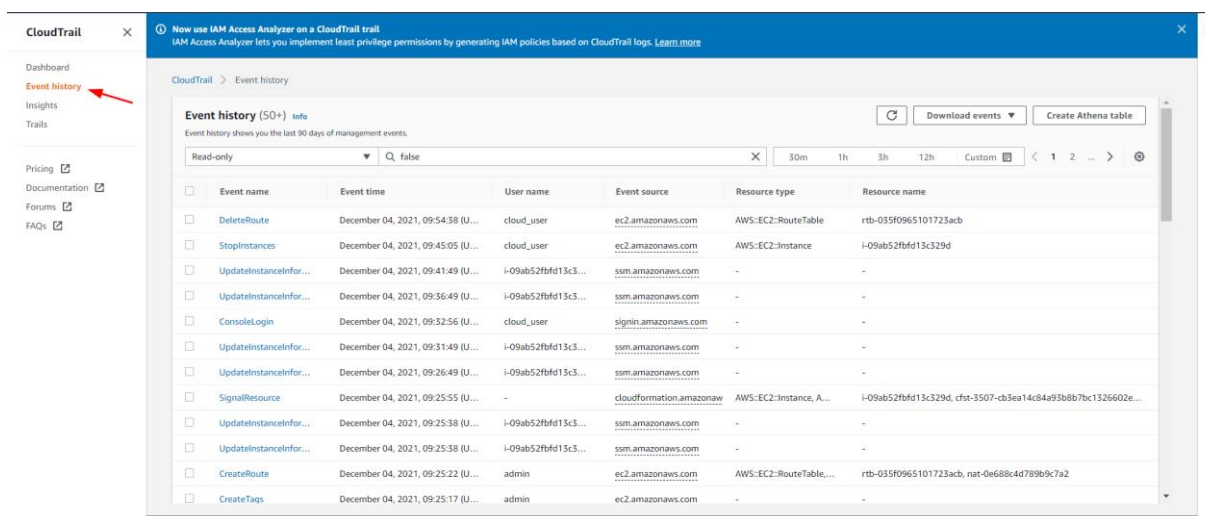 CloudTrail
Now use IAM Access Analyzer on a CloudTrail trail
IAM Access Analyzer lets you implement least privilege permissions by generating IAM policies based on CloudTrail logs. Learn more
Dashboard
Event history
Insights
Trails
Pricing
Documentation
Forums
FAQs
CloudTrail > Event history
Event history (50+) Info
Event history shows you the last 90 days of management events.
Download events ▼ Create Athena table
Read-only ▼ false 30m 1h 3h 12h Custom < 1 2 ... >
Event name Event time User name Event source Resource type Resource name
DeleteRoute December 04, 2021, 09:54:38 (U... cloud_user ec2.amazonaws.com AWS::EC2::RouteTable rtb-035f0965101723acb
StopInstances December 04, 2021, 09:45:05 (U... cloud_user ec2.amazonaws.com AWS::EC2::Instance i-09ab52fbfd13c329d
UpdateInstanceInfor... December 04, 2021, 09:41:49 (U... i-09ab52fbfd13c3... ssm.amazonaws.com - -
UpdateInstanceInfor... December 04, 2021, 09:36:49 (U... i-09ab52fbfd13c3... ssm.amazonaws.com - -
ConsoleLogin December 04, 2021, 09:32:56 (U... cloud_user signin.amazonaws.com - -
UpdateInstanceInfor... December 04, 2021, 09:31:49 (U... i-09ab52fbfd13c3... ssm.amazonaws.com - -
UpdateInstanceInfor... December 04, 2021, 09:26:49 (U... i-09ab52fbfd13c3... ssm.amazonaws.com - -
SignalResource December 04, 2021, 09:25:55 (U... - cloudformation.amazonaw AWS::EC2::Instance, A... i-09ab52fbfd13c329d, cfst-3507-cb3ea14c84a93b8b7bc1326602e...
UpdateInstanceInfor... December 04, 2021, 09:25:38 (U... i-09ab52fbfd13c3... ssm.amazonaws.com - -
UpdateInstanceInfor... December 04, 2021, 09:25:38 (U... i-09ab52fbfd13c3... ssm.amazonaws.com - -
CreateRoute December 04, 2021, 09:25:22 (U... admin ec2.amazonaws.com AWS::EC2::RouteTable,... rtb-035f0965101723acb, nat-0e688c4d789b9c7a2
CreateTags December 04, 2021, 09:25:17 (U... admin ec2.amazonaws.com - -